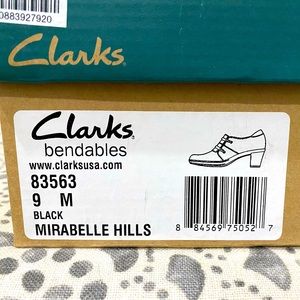 0883927920
Clarks
Clarks
bendables
www.clarksusa.com
83563
9 M
BLACK
MIRABELLE HILLS
8 84569 75052 7